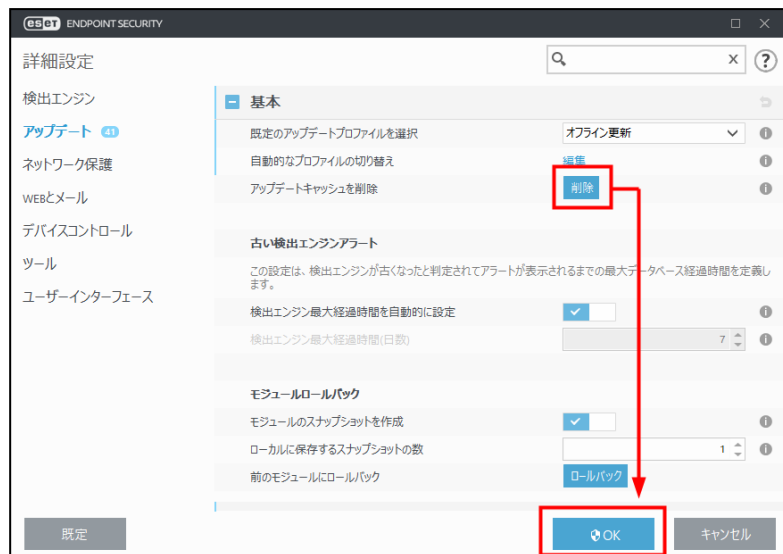 eset ENDPOINT SECURITY
詳細設定
検出エンジン
アップデート 41
ネットワーク保護
WEBとメール
デバイスコントロール
ツール
ユーザーインターフェース
基本
既定のアップデートプロファイルを選択 オフライン更新
自動的なプロファイルの切り替え 編集
アップデートキャッシュを削除 削除
古い検出エンジンアラート
この設定は、検出エンジンが古くなったと判定されてアラートが表示されるまでの最大データベース経過時間を定義し
ます。
検出エンジン最大経過時間を自動的に設定
検出エンジン最大経過時間(日数) 7
モジュールロールバック
モジュールのスナップショットを作成
ローカルに保存するスナップショットの数 1
前のモジュールにロールバック ロールバック
既定 OK キャンセル